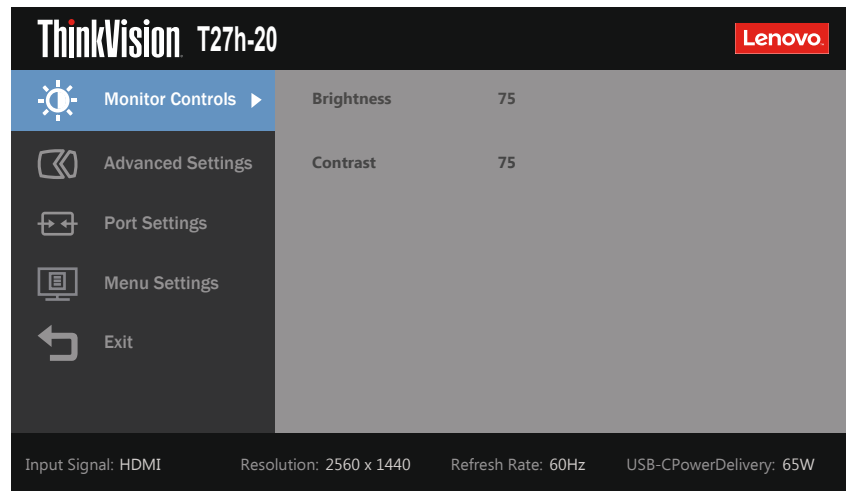 ThinkVision T27h-20
Lenovo.
Monitor Controls
Brightness 75
Advanced Settings
Contrast 75
Port Settings
Menu Settings
Exit
Input Signal: HDMI Resolution: 2560 x 1440 Refresh Rate: 60Hz USB-CPowerDelivery: 65W